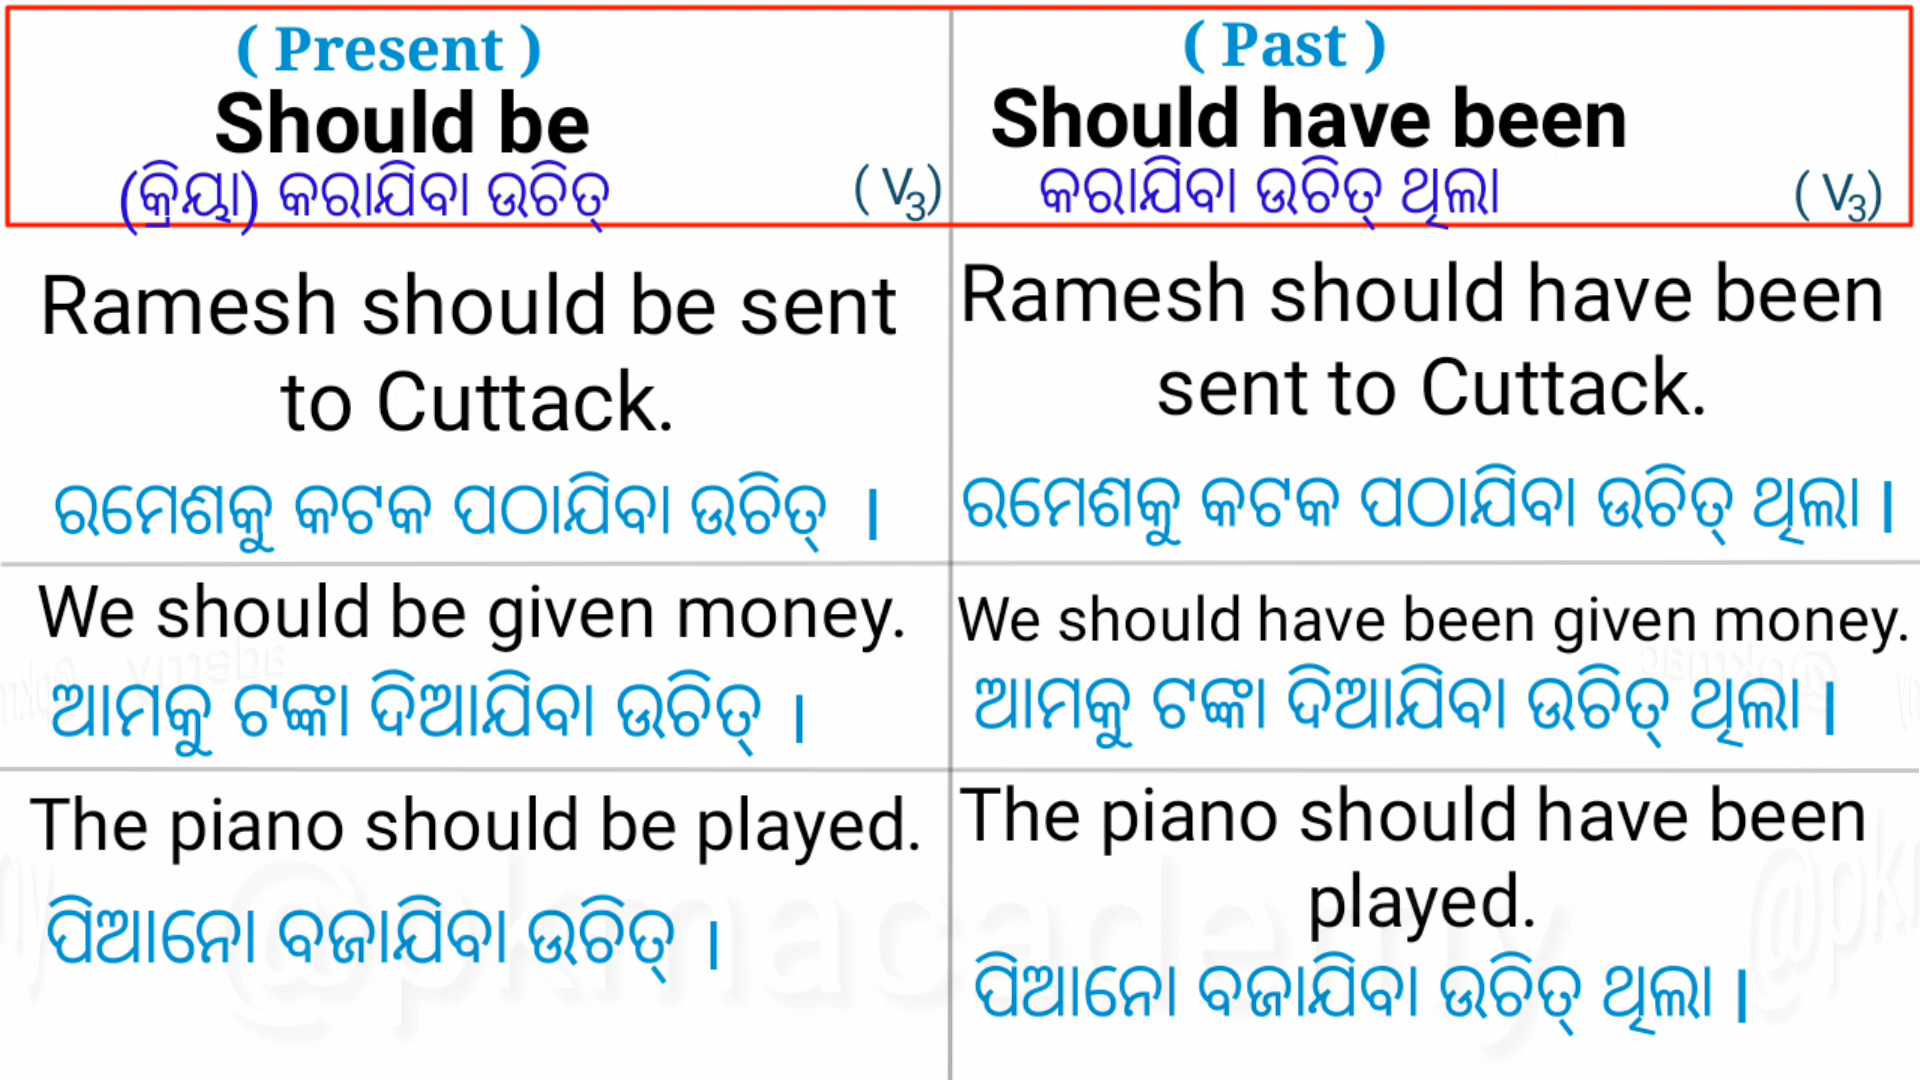 ( Present )
Should be
(କ୍ରିୟା) କରାଯିବା ଉଚିତ୍ ( V₃)
Ramesh should be sent
to Cuttack.
ରମେଶକୁ କଟକ ପଠାଯିବା ଉଚିତ୍ |
We should be given money.
ଆମକୁ ଟଙ୍କା ଦିଆଯିବା ଉଚିତ୍ |
The piano should be played.
ପିଆନୋ ବଜାଯିବା ଉଚିତ୍ |
( Past )
Should have been
କରାଯିବା ଉଚିତ୍ ଥିଲା ( V₃)
Ramesh should have been
sent to Cuttack.
ରମେଶକୁ କଟକ ପଠାଯିବା ଉଚିତ୍ ଥିଲା |
We should have been given money.
ଆମକୁ ଟଙ୍କା ଦିଆଯିବା ଉଚିତ୍ ଥିଲା |
The piano should have been
played.
ପିଆନୋ ବଜାଯିବା ଉଚିତ୍ ଥିଲା |
@pkmacademy